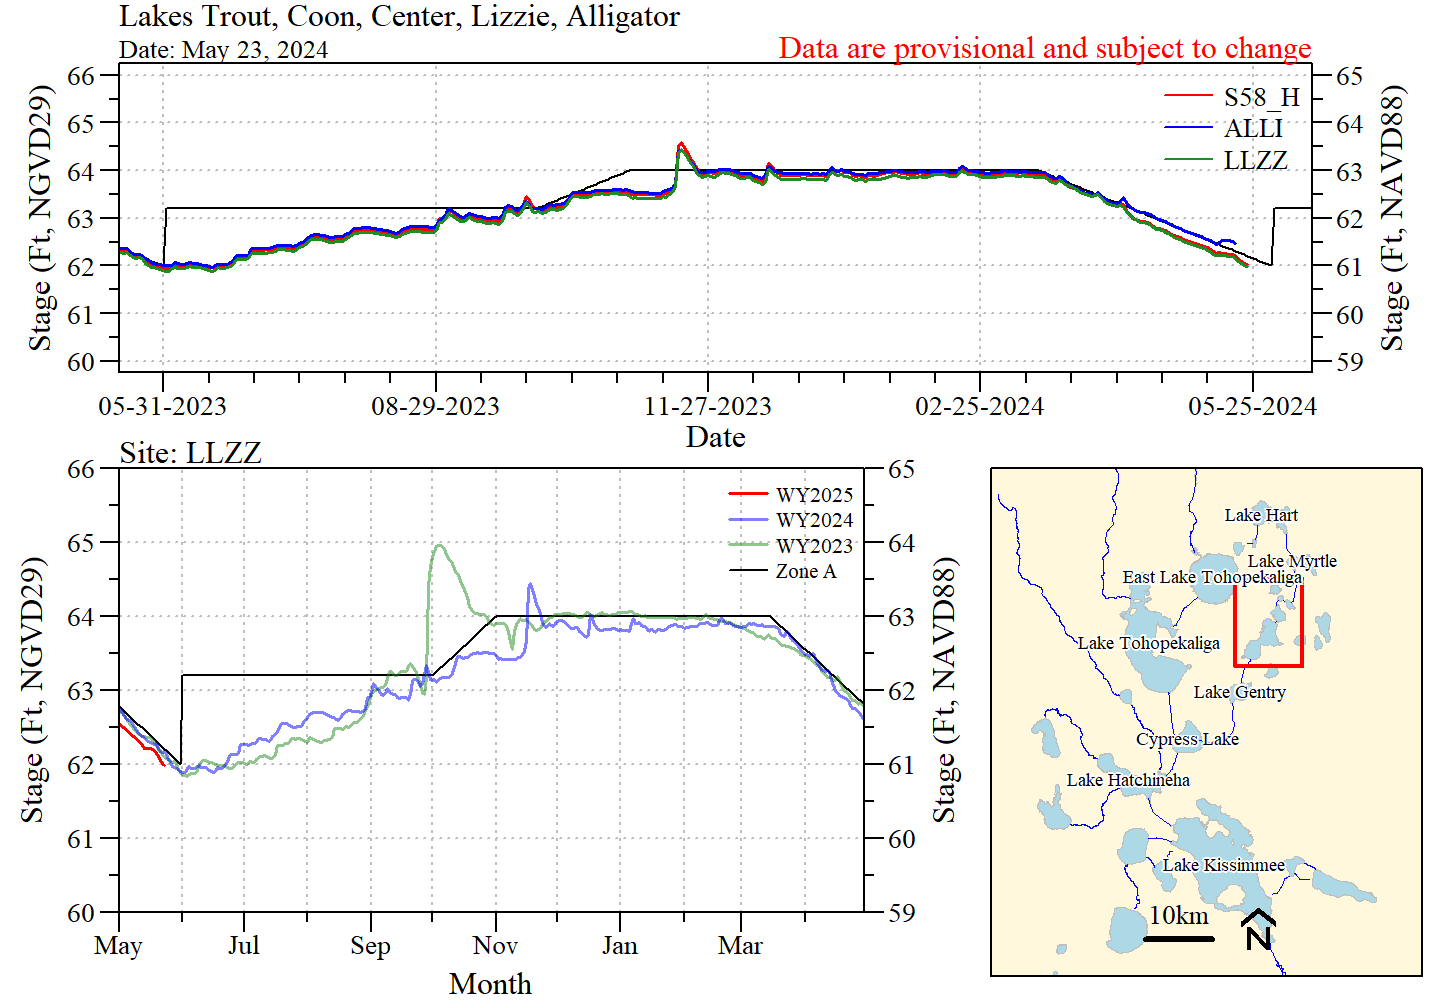 Lakes Trout, Coon, Center, Lizzie, Alligator
Date: May 23, 2024
Data are provisional and subject to change
Stage (Ft, NGVD29)
66
65
64
63
62
61
60
65
64
63
62
61
60
59
Stage (Ft, NAVD88)
S58_H
ALLI
LLZZ
05-31-2023 08-29-2023 11-27-2023 02-25-2024 05-25-2024
Date
Site: LLZZ
Stage (Ft, NGVD29)
66
65
64
63
62
61
60
65
64
63
62
61
60
59
Stage (Ft, NAVD88)
WY2025
WY2024
WY2023
Zone A
May Jul Sep Nov Jan Mar
Month
Lake Hart
Lake Myrtle
East Lake Tohopekaliga
Lake Tohopekaliga
Lake Gentry
Cypress Lake
Lake Hatchineha
Lake Kissimmee
10km
N